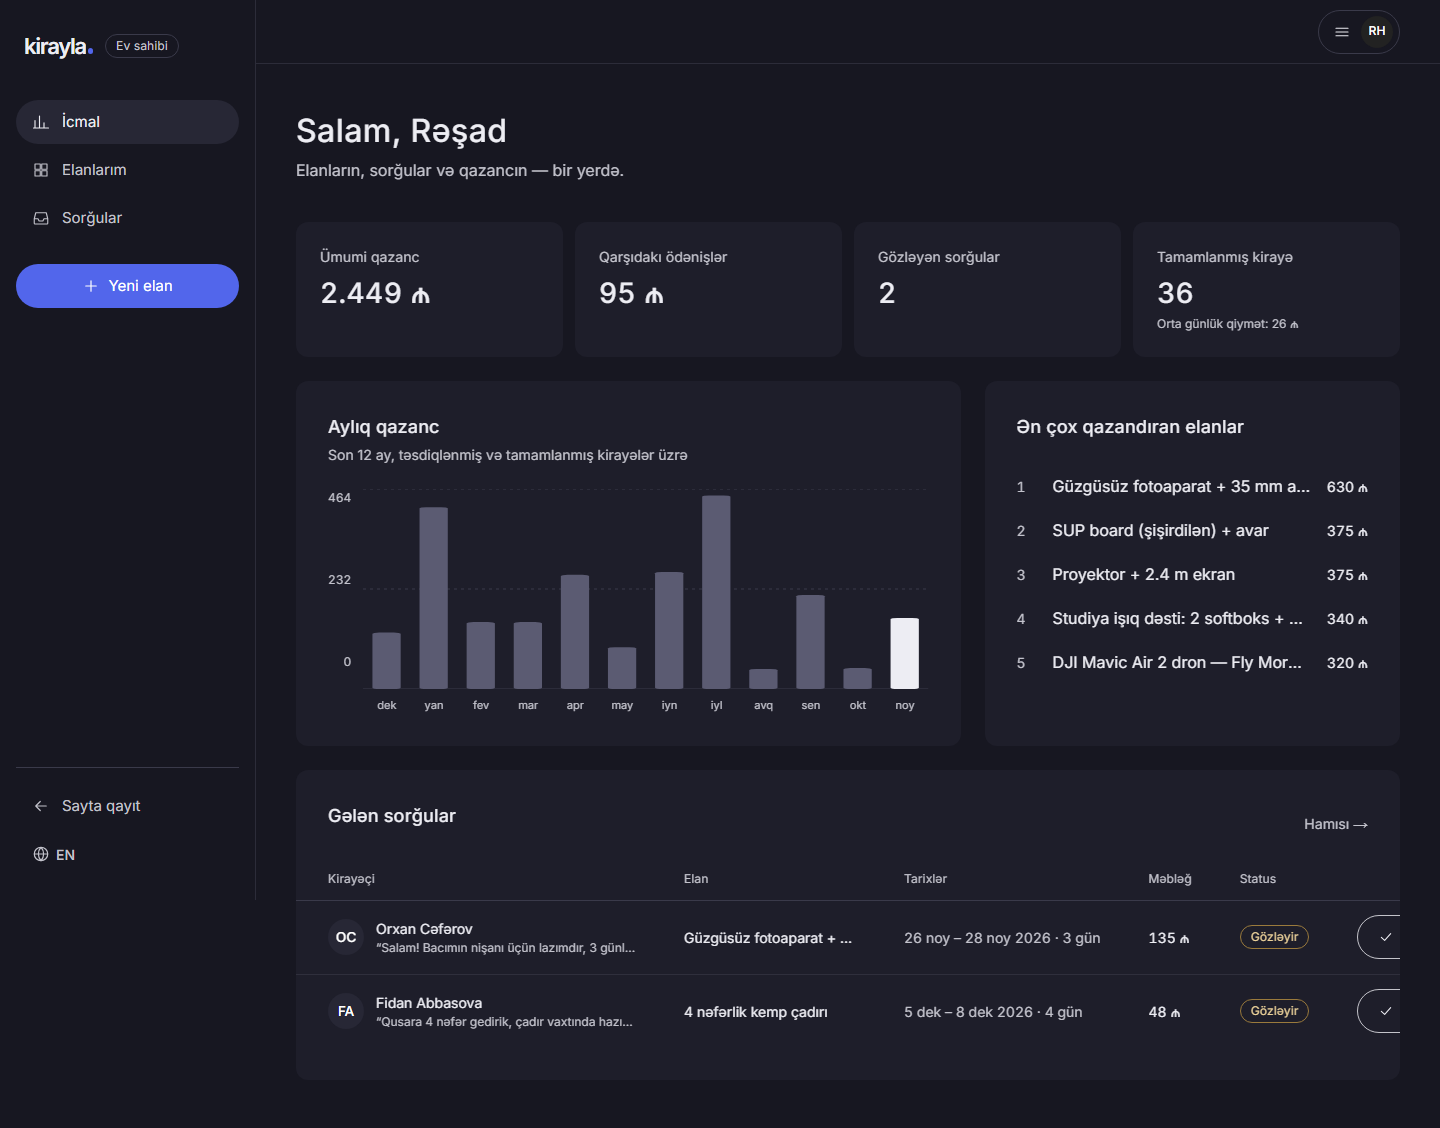 kirayla.
Ev sahibi
RH
İcmal
Elanlarım
Sorğular
Yeni elan
Sayta qayıt
EN
Salam, Rəşad
Elanların, sorğular və qazancın — bir yerdə.
Ümumi qazanc
2.449 ₼
Qarşıdakı ödənişlər
95 ₼
Gözləyən sorğular
2
Tamamlanmış kirayə
36
Orta günlük qiymət: 26 ₼
Aylıq qazanc
Son 12 ay, təsdiqlənmiş və tamamlanmış kirayələr üzrə
464
232
0
dek yan fev mar apr may iyn iyl avq sen okt noy
Ən çox qazandıran elanlar
1 Güzgüsüz fotoaparat + 35 mm a... 630 ₼
2 SUP board (şişirdilən) + avar 375 ₼
3 Proyektor + 2.4 m ekran 375 ₼
4 Studiya işıq dəsti: 2 softboks + ... 340 ₼
5 DJI Mavic Air 2 dron — Fly Mor... 320 ₼
Gələn sorğular
Hamısı →
Kirayəçi Elan Tarixlər Məbləğ Status
OC Orxan Cəfərov
“Salam! Bacımın nişanı üçün lazımdır, 3 günl...
Güzgüsüz fotoaparat + ... 26 noy – 28 noy 2026 · 3 gün 135 ₼ Gözləyir
FA Fidan Abbasova
“Qusara 4 nəfər gedirik, çadır vaxtında hazı...
4 nəfərlik kemp çadırı 5 dek – 8 dek 2026 · 4 gün 48 ₼ Gözləyir